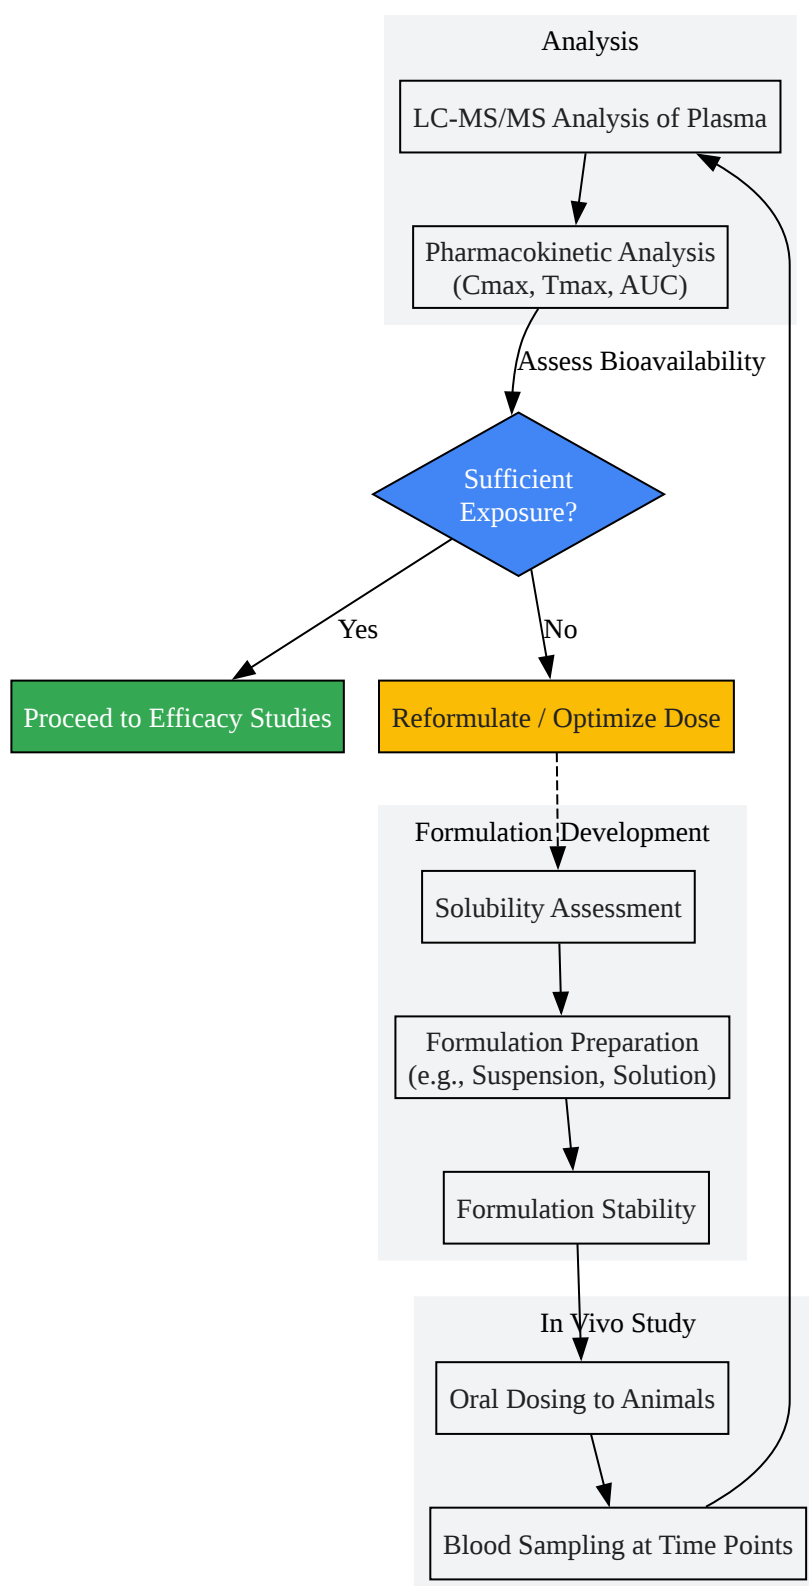 Analysis
LC-MS/MS Analysis of Plasma
Pharmacokinetic Analysis
(Cmax, Tmax, AUC)
Assess Bioavailability
Sufficient
Exposure?
Yes
No
Proceed to Efficacy Studies
Reformulate / Optimize Dose
Formulation Development
Solubility Assessment
Formulation Preparation
(e.g., Suspension, Solution)
Formulation Stability
In Vivo Study
Oral Dosing to Animals
Blood Sampling at Time Points